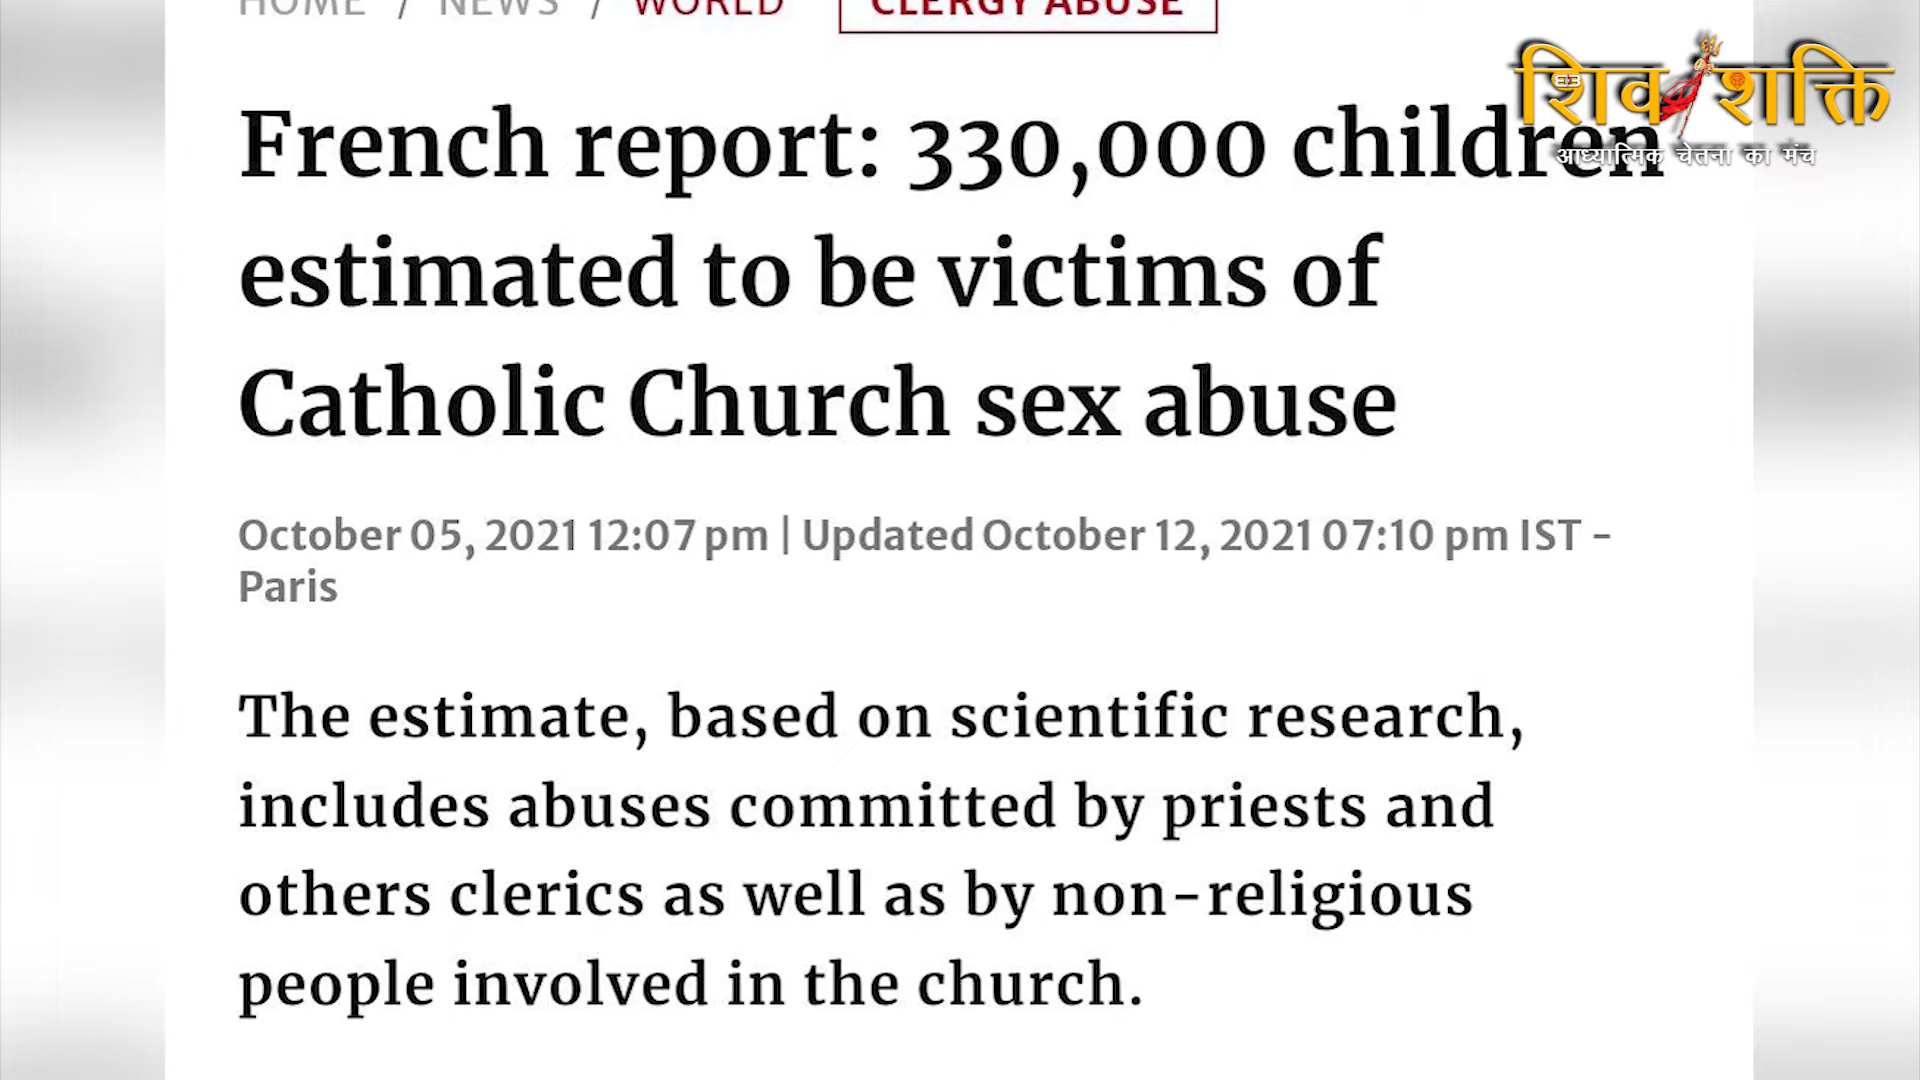 HOME / NEWS / WORLD CLERGY ABUSE
शिव शक्ति
आध्यात्मिक चेतना का मंच
French report: 330,000 children
estimated to be victims of
Catholic Church sex abuse
October 05, 2021 12:07 pm | Updated October 12, 2021 07:10 pm IST -
Paris
The estimate, based on scientific research,
includes abuses committed by priests and
others clerics as well as by non-religious
people involved in the church.